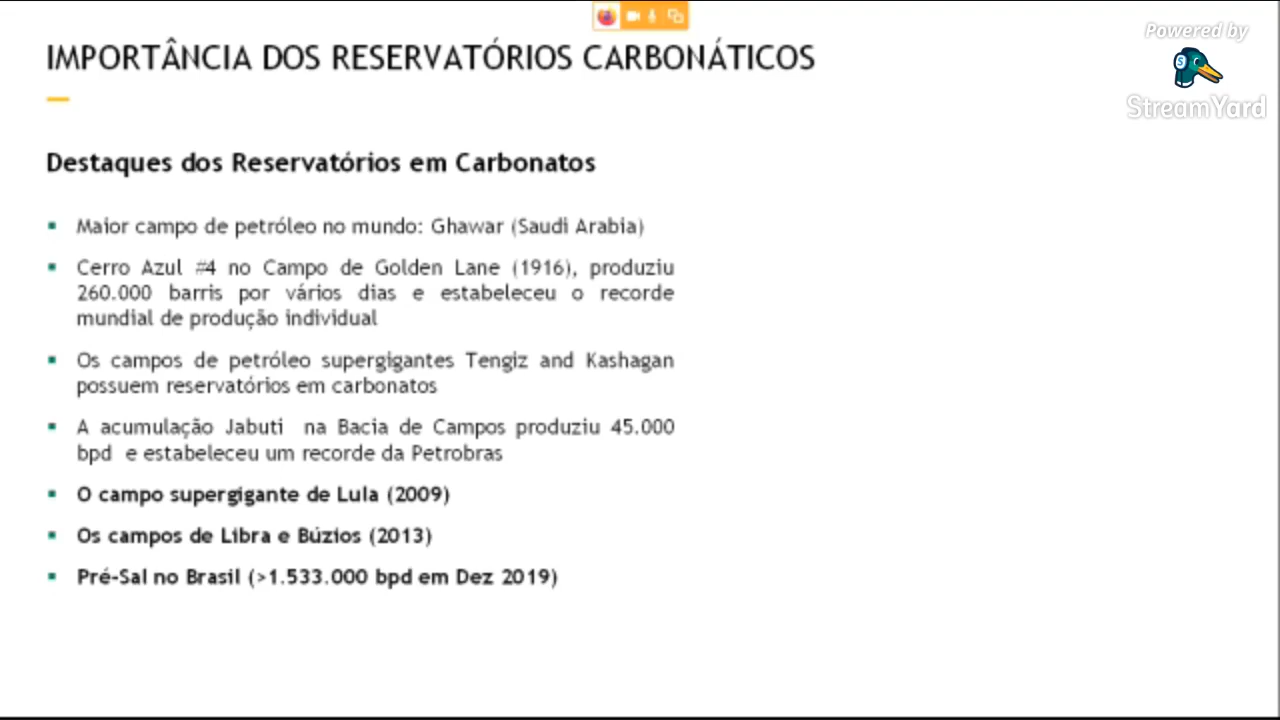 Powered by
StreamYard
IMPORTÂNCIA DOS RESERVATÓRIOS CARBONÁTICOS
Destaques dos Reservatórios em Carbonatos
Maior campo de petróleo no mundo: Ghawar (Saudi Arabia)
Cerro Azul #4 no Campo de Golden Lane (1916), produziu
260.000 barris por vários dias e estabeleceu o recorde
mundial de produção individual
Os campos de petróleo supergigantes Tengiz and Kashagan
possuem reservatórios em carbonatos
A acumulação Jabuti na Bacia de Campos produziu 45.000
bpd e estabeleceu um recorde da Petrobras
O campo supergigante de Lula (2009)
Os campos de Libra e Búzios (2013)
Pré-Sal no Brasil (>1.533.000 bpd em Dez 2019)